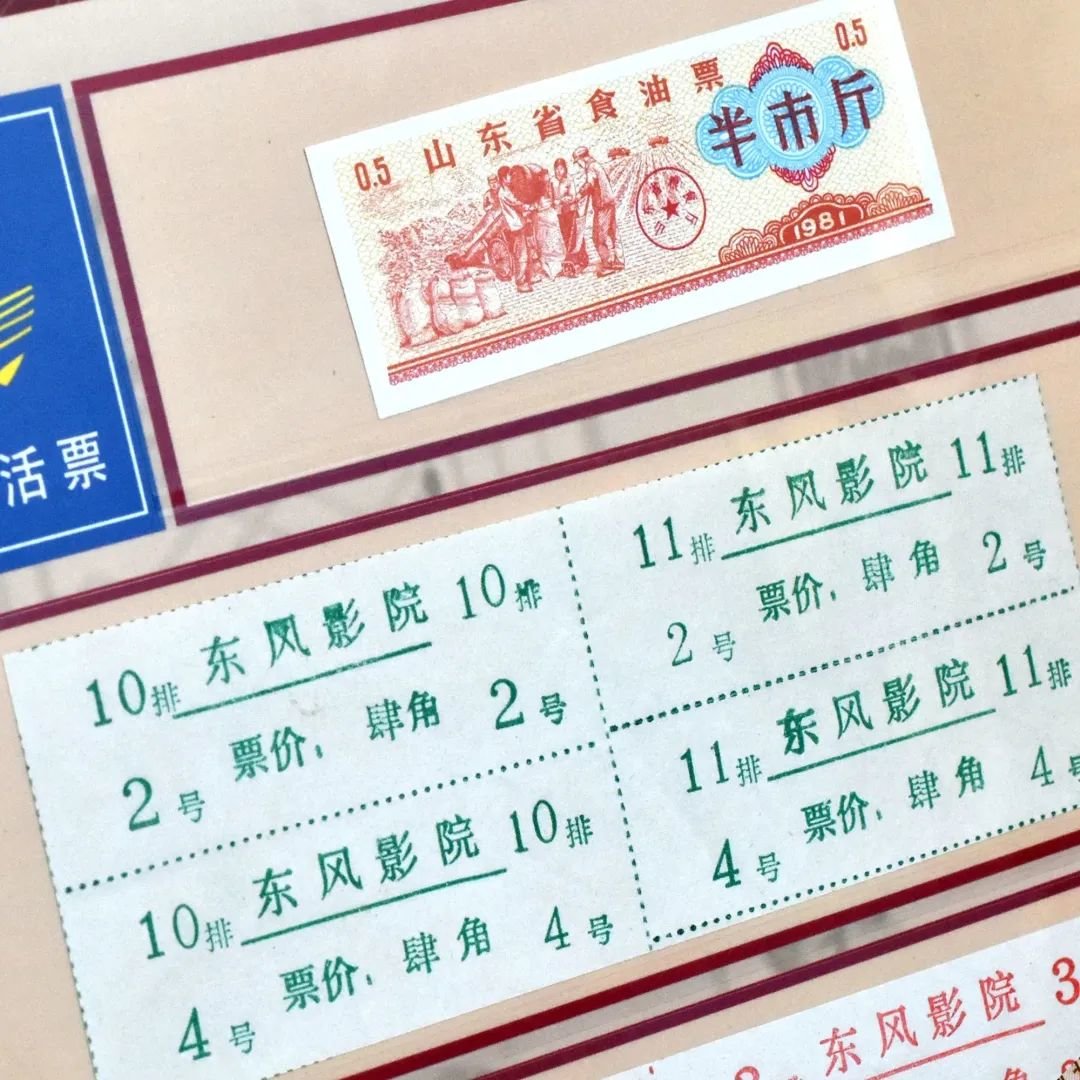 0.5 山东省食油票 0.5
半市斤
1981
活票
10排 东风影院 10排
2号 票价：肆角 2号
11排 东风影院 11排
2号 票价：肆角 2号
10排 东风影院 10排
4号 票价：肆角 4号
11排 东风影院 11排
4号 票价：肆角 4号
东风影院 3